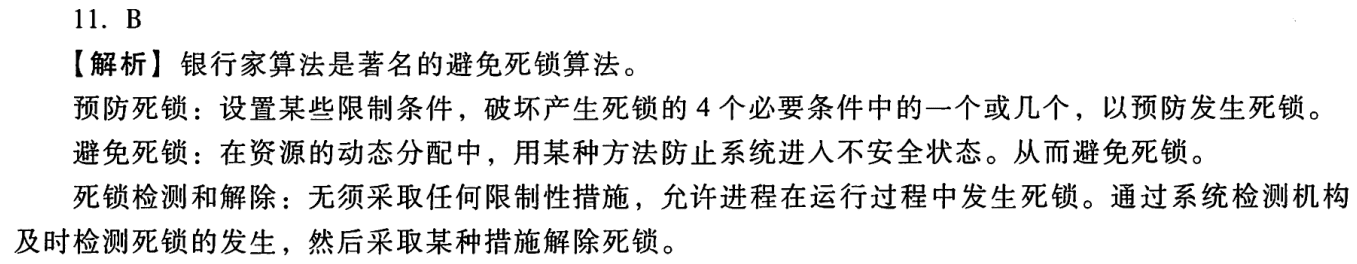 11. B
【解析】银行家算法是著名的避免死锁算法。
预防死锁：设置某些限制条件，破坏产生死锁的 4 个必要条件中的一个或几个，以预防发生死锁。
避免死锁：在资源的动态分配中，用某种方法防止系统进入不安全状态。从而避免死锁。
死锁检测和解除：无须采取任何限制性措施，允许进程在运行过程中发生死锁。通过系统检测机构
及时检测死锁的发生，然后采取某种措施解除死锁。